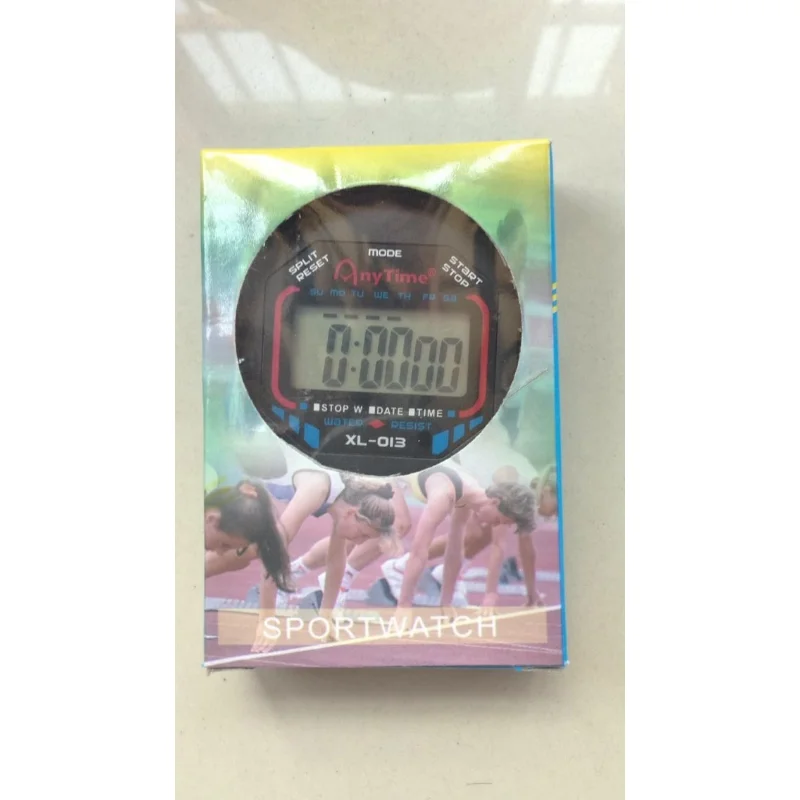 MODE
SPLIT
RESET
START
STOP
AnyTime®
SU MO TU WE TH FR SA
0:0000
STOP W. DATE TIME
WATER RESIST
XL-013
SPORTWATCH